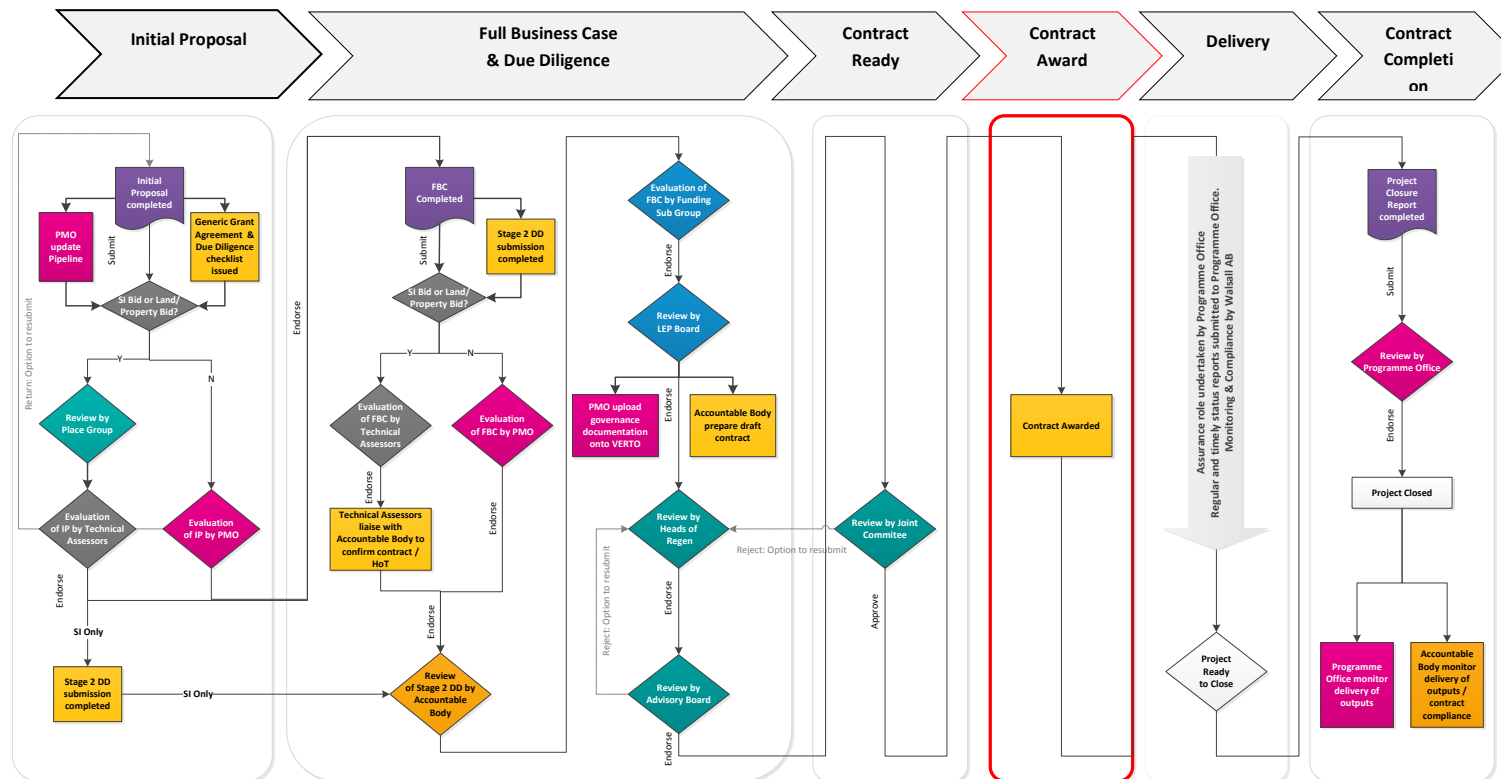 Initial Proposal
Full Business Case
& Due Diligence
Contract
Ready
Contract
Award
Delivery
Contract
Completi
on
Initial
Proposal
completed
PMO
update
Pipeline
Submit
Generic Grant
Agreement &
Due Diligence
checklist
issued
SI Bid or Land/
Property Bid?
Return: Option to resubmit
Y
N
Review by
Place Group
Evaluation
of IP by Technical
Assessors
Evaluation
of IP by PMO
Endorse
SI Only
Stage 2 DD
submission
completed
SI Only
Endorse
FBC
Completed
Submit
Stage 2 DD
submission
completed
SI Bid or Land/
Property Bid?
Y
N
Evaluation
of FBC by
Technical
Assessors
Evaluation
of FBC by PMO
Endorse
Endorse
Technical Assessors
liaise with
Accountable Body to
confirm contract /
HoT
Endorse
Review
of Stage 2 DD by
Accountable
Body
Evaluation of
FBC by Funding
Sub Group
Endorse
Review by
LEP Board
Endorse
PMO upload
governance
documentation
onto VERTO
Accountable Body
prepare draft
contract
Review by
Heads of
Regen
Reject: Option to resubmit
Endorse
Review by
Advisory Board
Endorse
Review by Joint
Commitee
Reject: Option to resubmit
Approve
Endorse
Contract Awarded
Assurance role undertaken by Programme Office
Regular and timely status reports submitted to Programme Office.
Monitoring & Compliance by Walsall AB
Project
Ready
to Close
Project
Closure
Report
completed
Submit
Review by
Programme Office
Endorse
Project Closed
Programme
Office monitor
delivery of
outputs
Accountable
Body monitor
delivery of
outputs /
contract
compliance